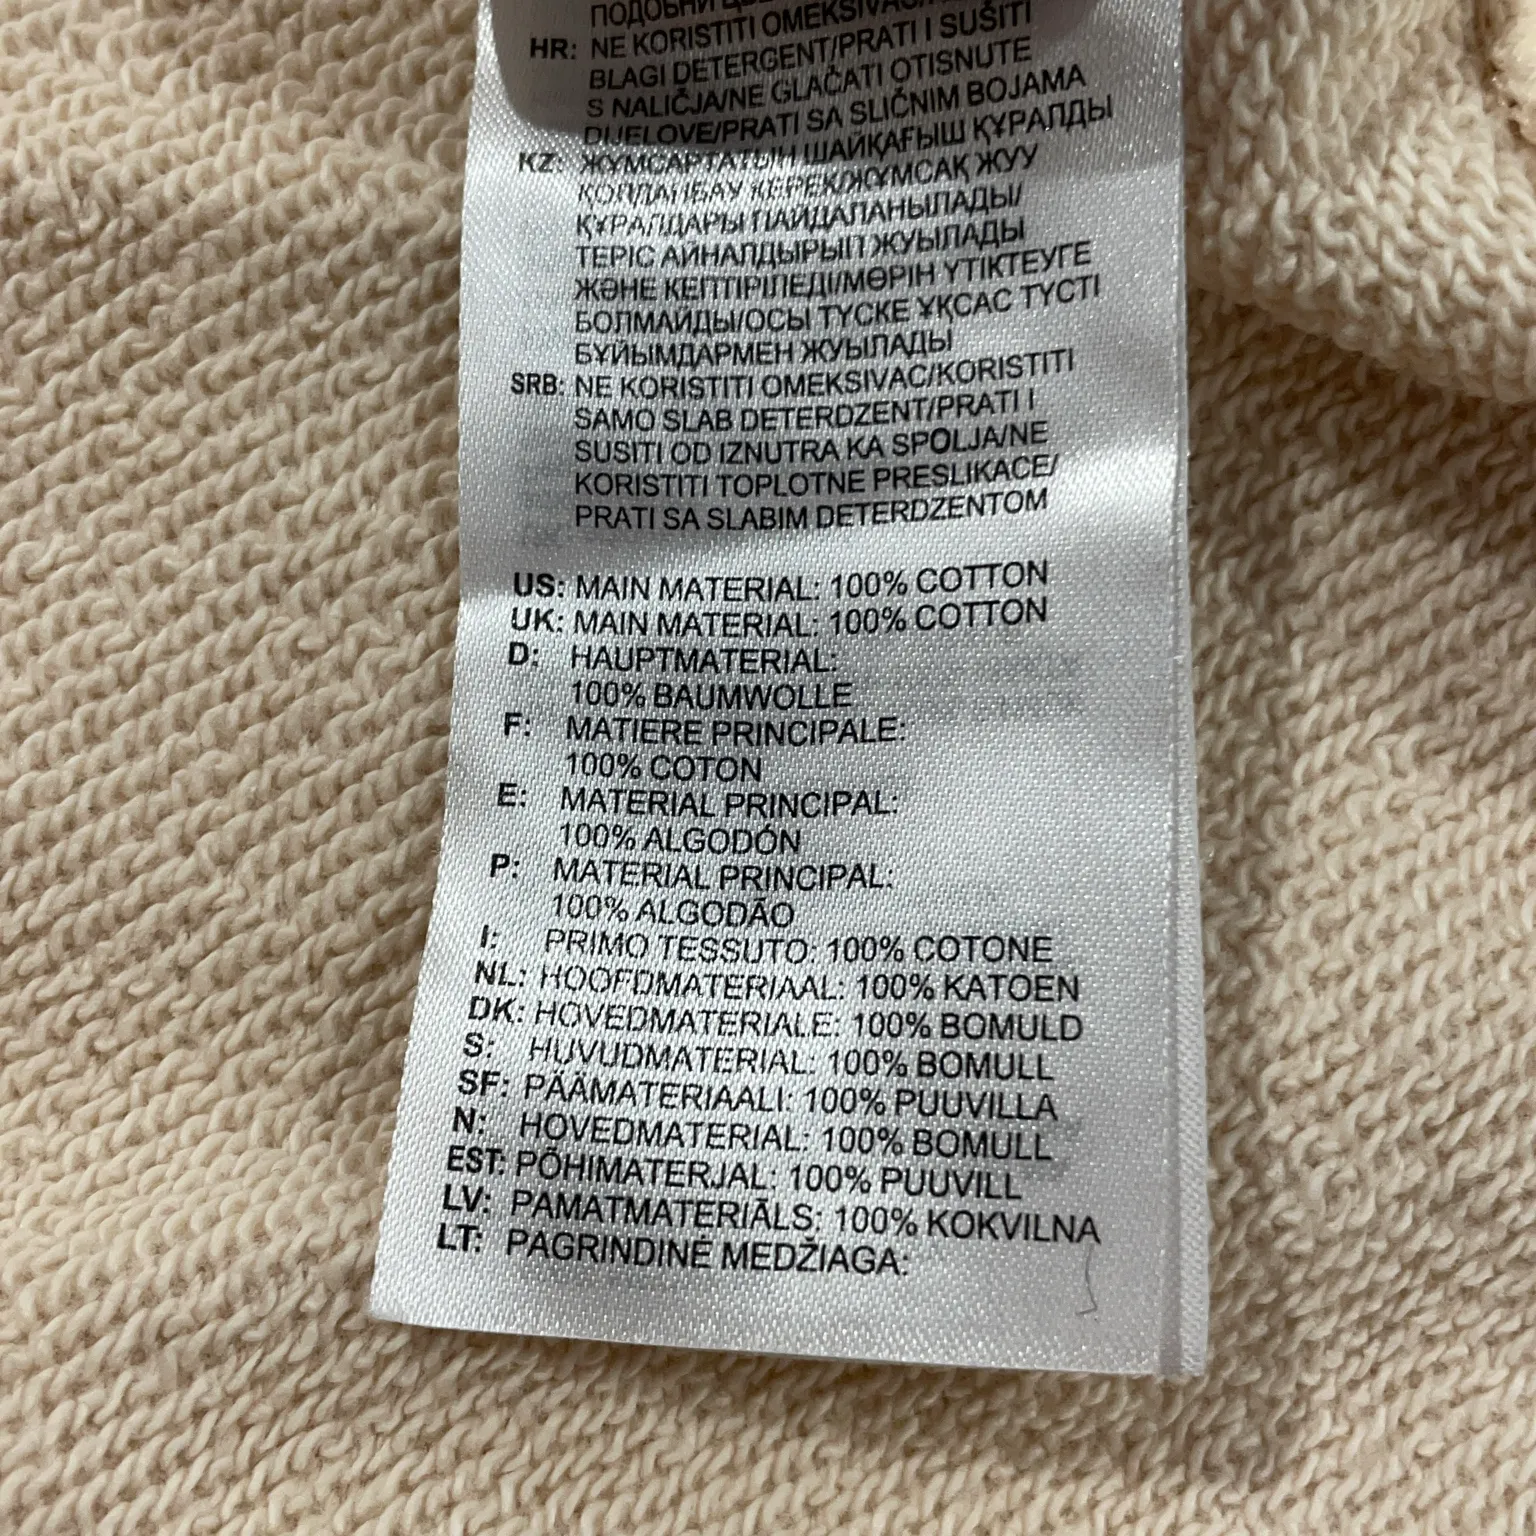 ПОДОБНИ
HR: NE KORISTITI OMEKSIVAČ/
BLAGI DETERGENT/PRATI I SUŠITI
S NALIČJA/NE GLAČATI OTISNUTE
DIJELOVE/PRATI SA SLIČNIM BOJAMA
KZ: ЖҰМСАРТАТЫН ШАЙҚАҒЫШ ҚҰРАЛДЫ
ҚОЛДАНБАУ КЕРЕК/ЖҰМСАҚ ЖУУ
ҚҰРАЛДАРЫ ПАЙДАЛАНЫЛАДЫ/
ТЕРІС АЙНАЛДЫРЫП ЖУЫЛАДЫ
ЖӘНЕ КЕПТІРІЛЕДІ/МӨРІН ҮТІКТЕУГЕ
БОЛМАЙДЫ/ОСЫ ТҮСКЕ ҰҚСАС ТҮСТІ
БҰЙЫМДАРМЕН ЖУЫЛАДЫ
SRB: NE KORISTITI OMEKSIVAC/KORISTITI
SAMO SLAB DETERDZENT/PRATI I
SUSITI OD IZNUTRA KA SPOLJA/NE
KORISTITI TOPLOTNE PRESLIKACE/
PRATI SA SLABIM DETERDZENTOM
US: MAIN MATERIAL: 100% COTTON
UK: MAIN MATERIAL: 100% COTTON
D: HAUPTMATERIAL:
100% BAUMWOLLE
F: MATIERE PRINCIPALE:
100% COTON
E: MATERIAL PRINCIPAL:
100% ALGODÓN
P: MATERIAL PRINCIPAL:
100% ALGODÃO
I: PRIMO TESSUTO: 100% COTONE
NL: HOOFDMATERIAAL: 100% KATOEN
DK: HOVEDMATERIALE: 100% BOMULD
S: HUVUDMATERIAL: 100% BOMULL
SF: PÄÄMATERIAALI: 100% PUUVILLA
N: HOVEDMATERIAL: 100% BOMULL
EST: PÕHIMATERJAL: 100% PUUVILL
LV: PAMATMATERIĀLS: 100% KOKVILNA
LT: PAGRINDINĖ MEDŽIAGA: